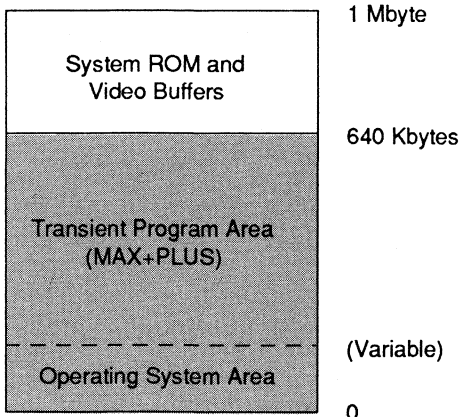 1 Mbyte
System ROM and
Video Buffers
640 Kbytes
Transient Program Area
(MAX+PLUS)
(Variable)
Operating System Area
0